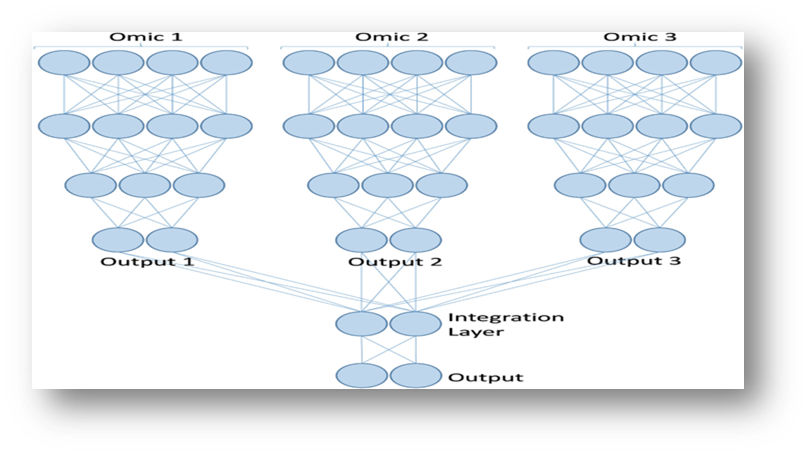 Omic 1
Omic 2
Omic 3
Output 1
Output 2
Output 3
Integration
Layer
Output